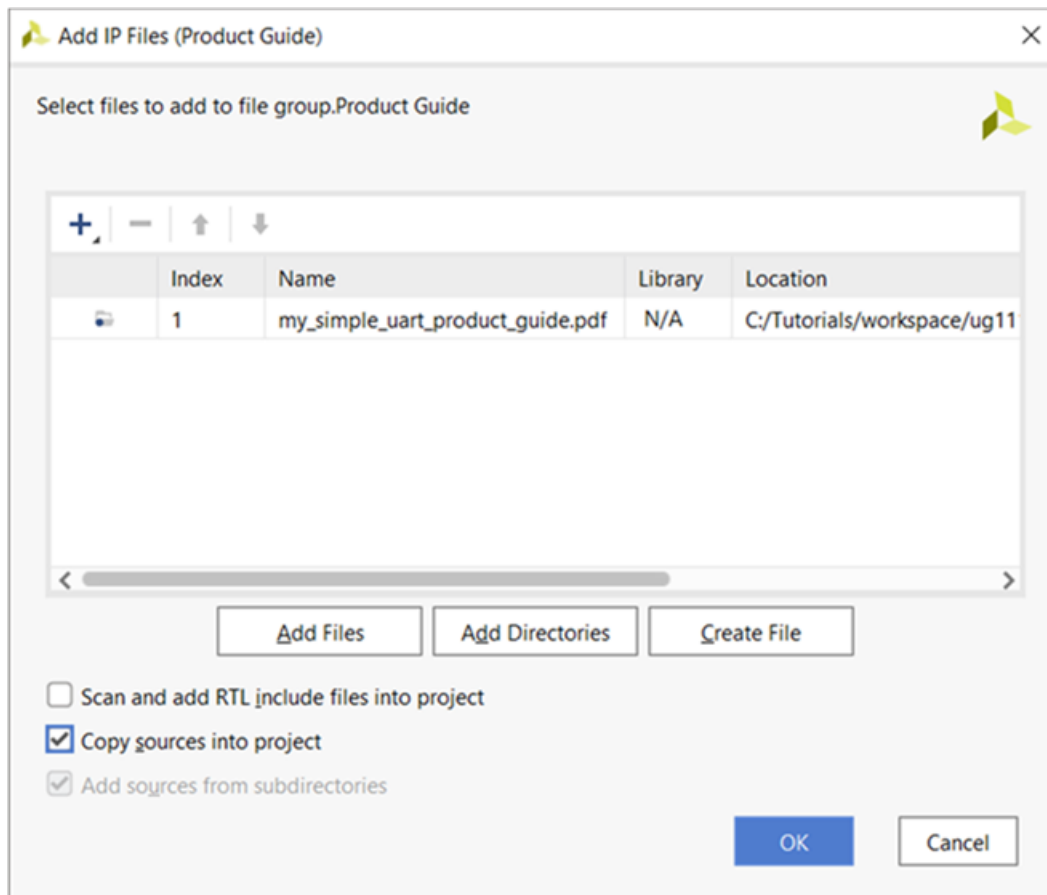 Add IP Files (Product Guide)
Select files to add to file group.Product Guide
Index Name Library Location
1 my_simple_uart_product_guide.pdf N/A C:/Tutorials/workspace/ug11
Add Files Add Directories Create File
Scan and add RTL include files into project
Copy sources into project
Add sources from subdirectories
OK Cancel